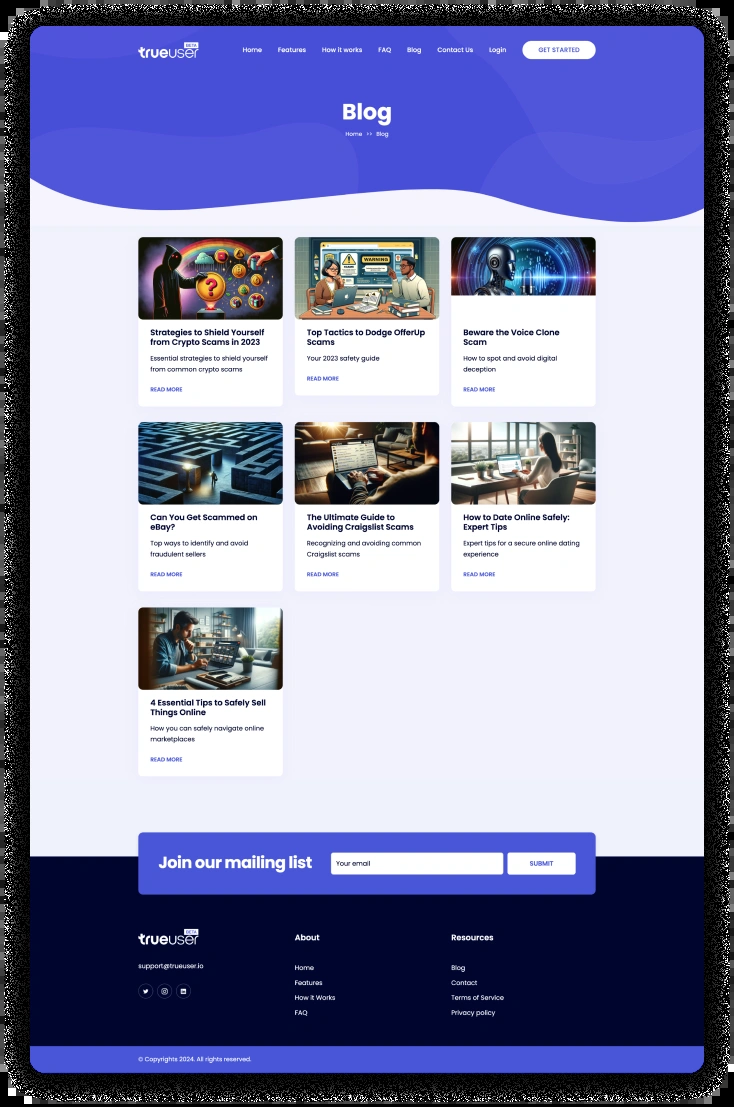 trueuser BETA
Home Features How it works FAQ Blog Contact Us Login GET STARTED
Blog
Home >> Blog
WARNING
Strategies to Shield Yourself
from Crypto Scams in 2023
Essential strategies to shield yourself
from common crypto scams
READ MORE
Top Tactics to Dodge OfferUp
Scams
Your 2023 safety guide
READ MORE
Beware the Voice Clone
Scam
How to spot and avoid digital
deception
READ MORE
Can You Get Scammed on
eBay?
Top ways to identify and avoid
fraudulent sellers
READ MORE
The Ultimate Guide to
Avoiding Craigslist Scams
Recognizing and avoiding common
Craigslist scams
READ MORE
How to Date Online Safely:
Expert Tips
Expert tips for a secure online dating
experience
READ MORE
4 Essential Tips to Safely Sell
Things Online
How you can safely navigate online
marketplaces
READ MORE
Join our mailing list
Your email
SUBMIT
trueuser BETA
support@trueuser.io
About
Home
Features
How it Works
FAQ
Resources
Blog
Contact
Terms of Service
Privacy policy
© Copyrights 2024. All rights reserved.